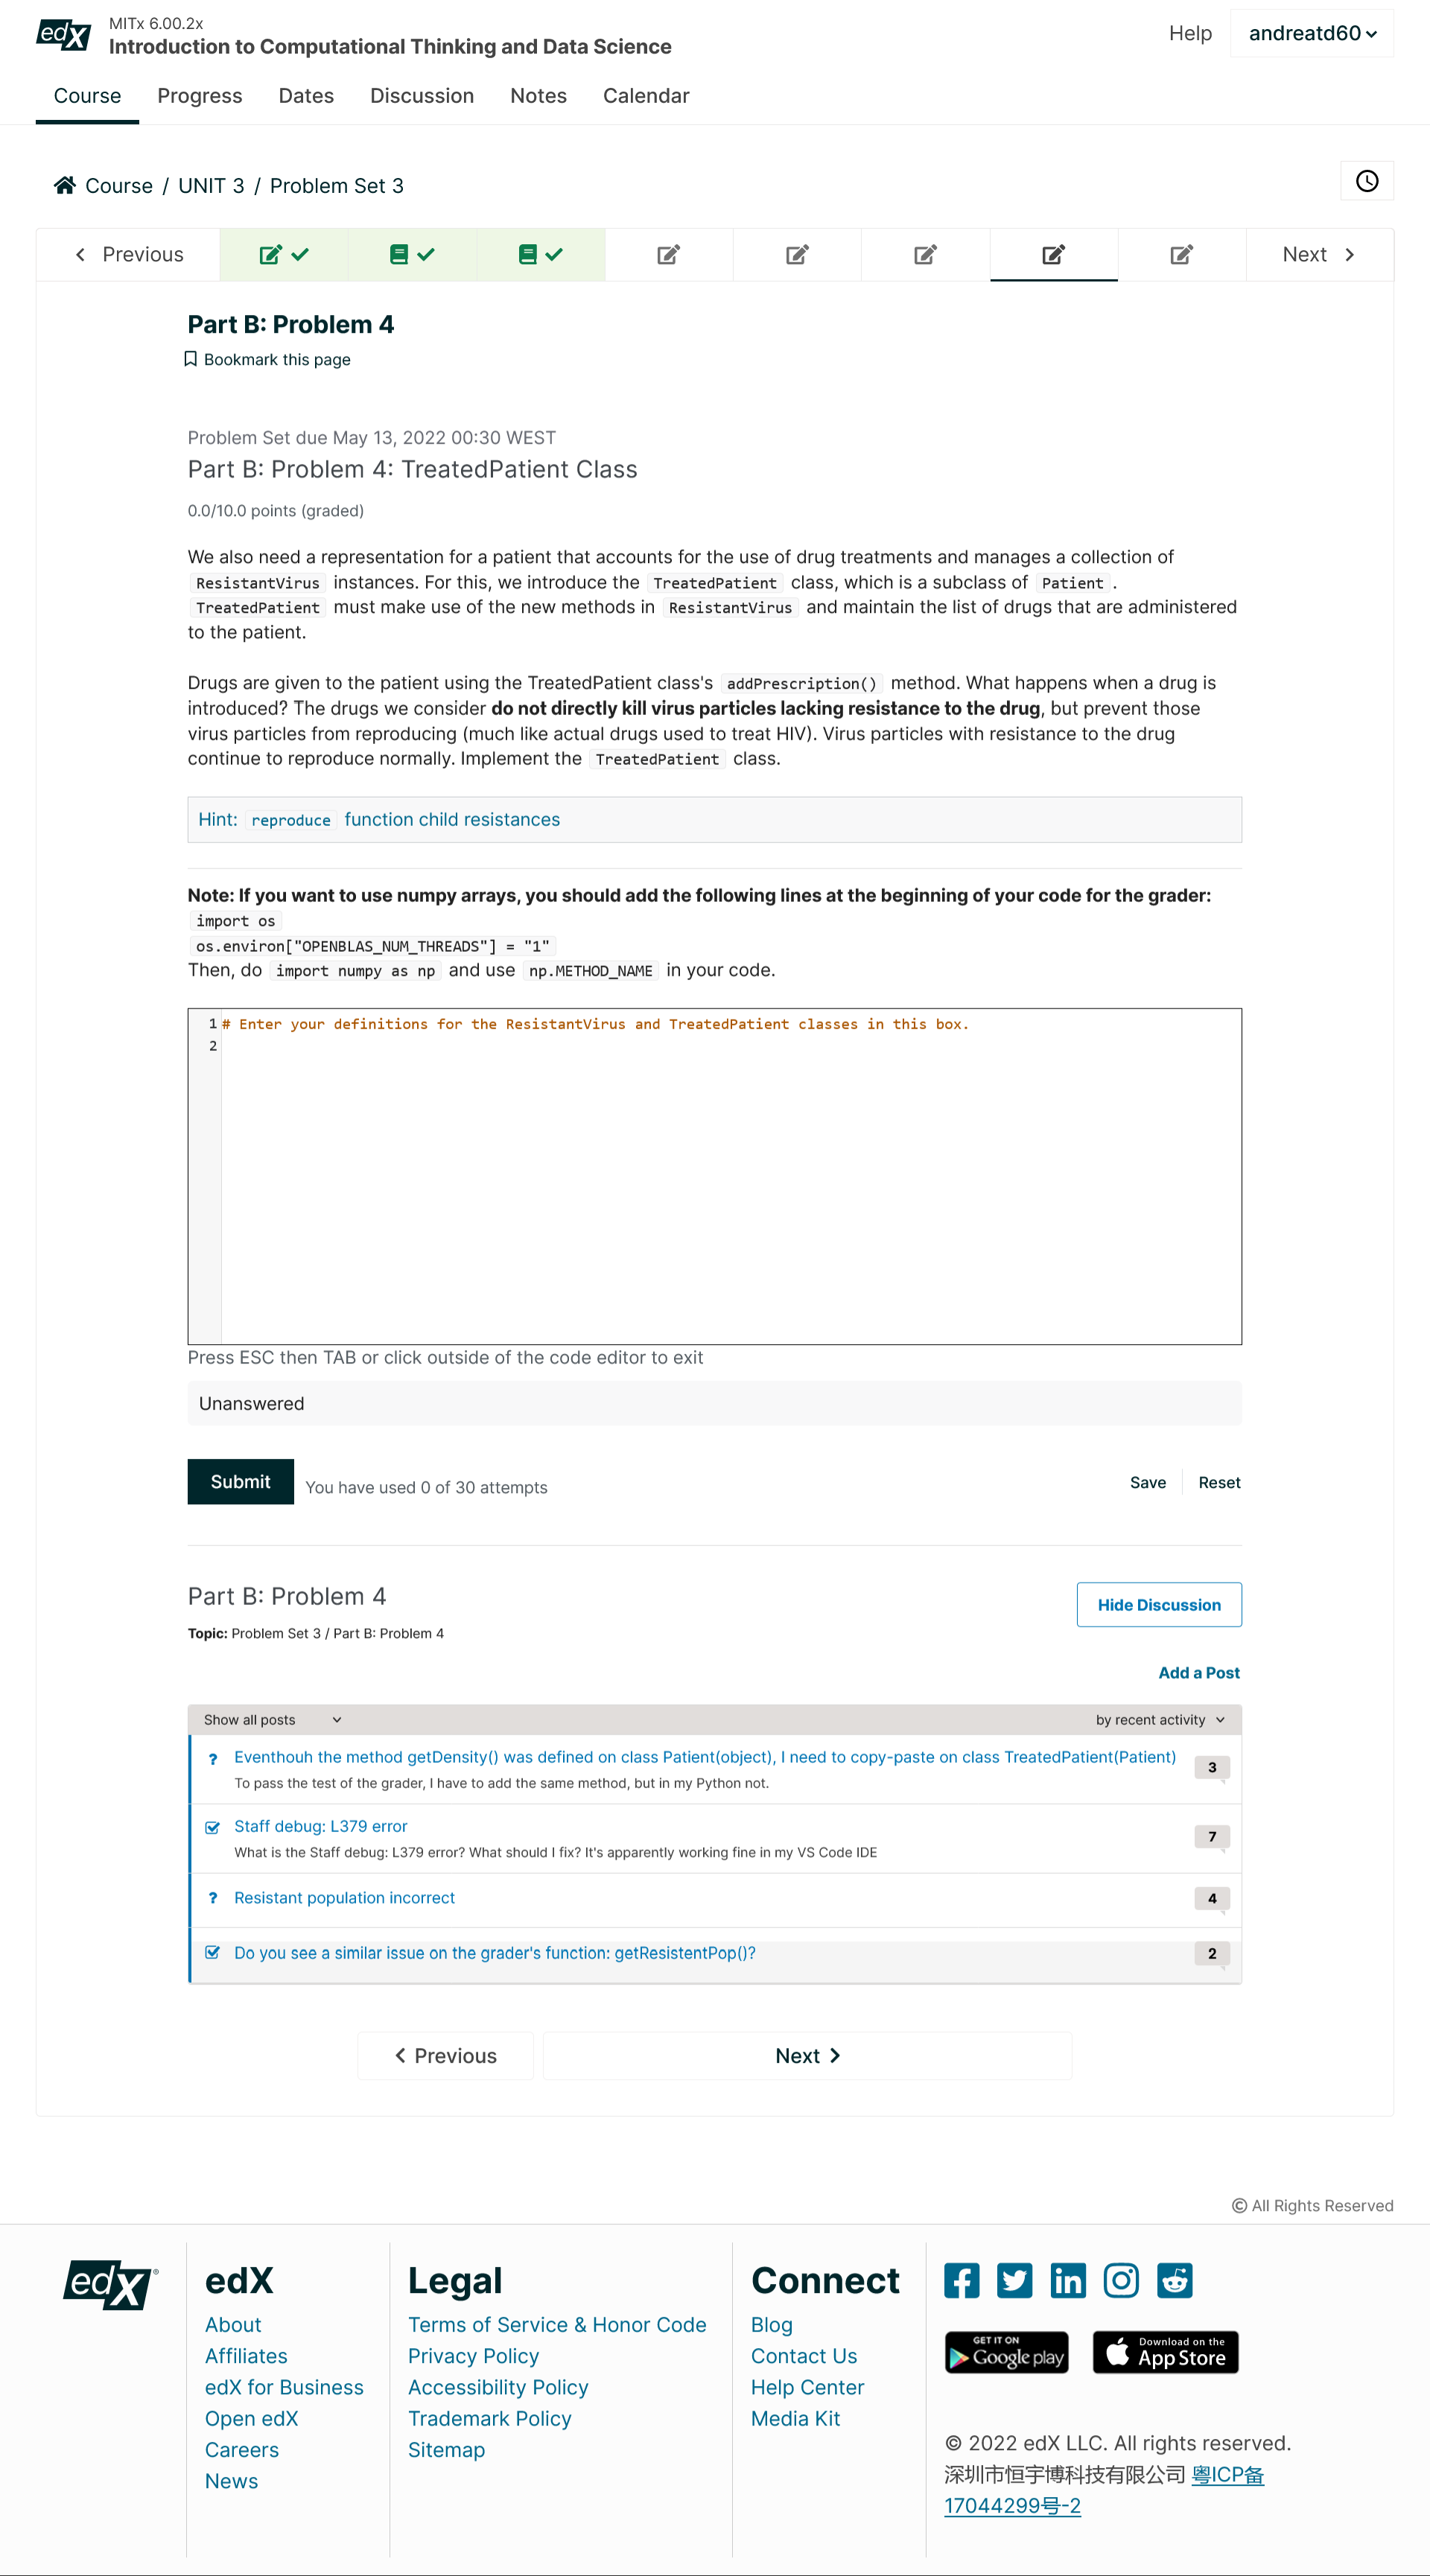 edX
MITx 6.00.2x
Introduction to Computational Thinking and Data Science
Help
andreatd60
Course
Progress
Dates
Discussion
Notes
Calendar
Course / UNIT 3 / Problem Set 3
Previous
Next
Part B: Problem 4
Bookmark this page
Problem Set due May 13, 2022 00:30 WEST
Part B: Problem 4: TreatedPatient Class
0.0/10.0 points (graded)
We also need a representation for a patient that accounts for the use of drug treatments and manages a collection of
ResistantVirus instances. For this, we introduce the TreatedPatient class, which is a subclass of Patient.
TreatedPatient must make use of the new methods in ResistantVirus and maintain the list of drugs that are administered
to the patient.
Drugs are given to the patient using the TreatedPatient class's addPrescription() method. What happens when a drug is
introduced? The drugs we consider do not directly kill virus particles lacking resistance to the drug, but prevent those
virus particles from reproducing (much like actual drugs used to treat HIV). Virus particles with resistance to the drug
continue to reproduce normally. Implement the TreatedPatient class.
Hint: reproduce function child resistances
Note: If you want to use numpy arrays, you should add the following lines at the beginning of your code for the grader:
import os
os.environ["OPENBLAS_NUM_THREADS"] = "1"
Then, do import numpy as np and use np.METHOD_NAME in your code.
1 # Enter your definitions for the ResistantVirus and TreatedPatient classes in this box.
2
Press ESC then TAB or click outside of the code editor to exit
Unanswered
Submit
You have used 0 of 30 attempts
Save
Reset
Part B: Problem 4
Hide Discussion
Topic: Problem Set 3 / Part B: Problem 4
Add a Post
Show all posts
by recent activity
? Eventhouh the method getDensity() was defined on class Patient(object), I need to copy-paste on class TreatedPatient(Patient)
3
To pass the test of the grader, I have to add the same method, but in my Python not.
Staff debug: L379 error
7
What is the Staff debug: L379 error? What should I fix? It's apparently working fine in my VS Code IDE
? Resistant population incorrect
4
Do you see a similar issue on the grader's function: getResistentPop()?
2
Previous
Next
© All Rights Reserved
edX®
edX
About
Affiliates
edX for Business
Open edX
Careers
News
Legal
Terms of Service & Honor Code
Privacy Policy
Accessibility Policy
Trademark Policy
Sitemap
Connect
Blog
Contact Us
Help Center
Media Kit
GET IT ON
Google play
Download on the
App Store
© 2022 edX LLC. All rights reserved.
深圳市恒宇博科技有限公司 粤ICP备
17044299号-2